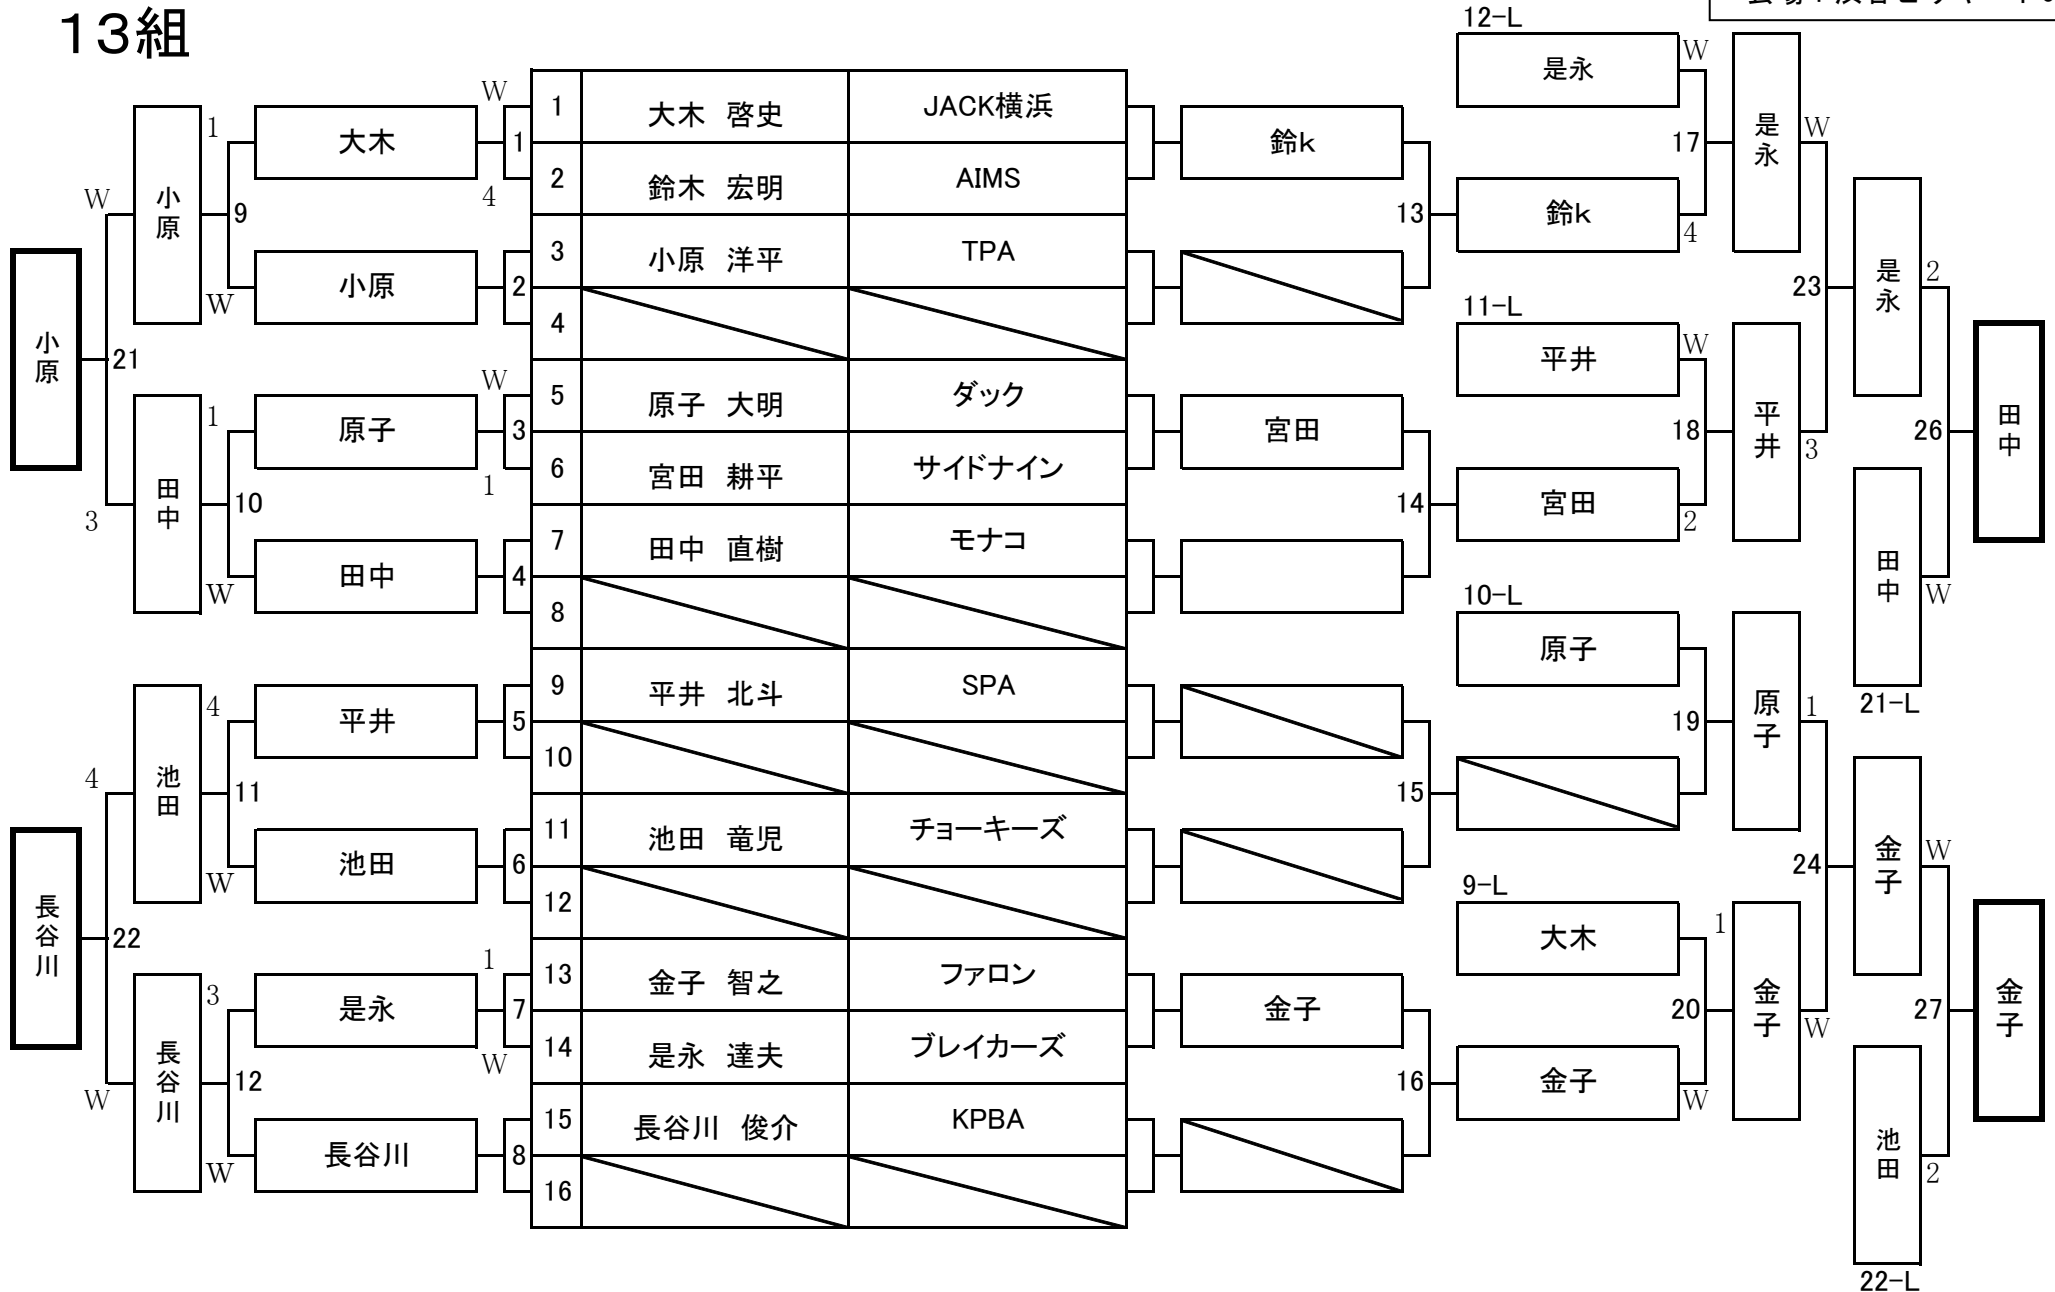 13組
12-L
W
是永
W
1
大木 啓史
JACK横浜
是永
W
小原
1
大木
1
鈴k
17
2
鈴木 宏明
AIMS
4
W
9
13
鈴k
4
是永
2
3
小原 洋平
TPA
小原
W
小原
2
4
23
11-L
平井
W
田中
21
W
5
原子 大明
ダック
田中
1
原子
3
宮田
18
平井
3
26
1
6
宮田 耕平
サイドナイン
3
10
14
宮田
2
7
田中 直樹
モナコ
田中
W
田中
4
W
8
10-L
原子
9
平井 北斗
SPA
21-L
池田
4
平井
5
19
原子
1
10
4
11
15
11
池田 竜児
チョーキーズ
金子
W
池田
W
6
24
9-L
長谷川
12
大木
1
金子
22
13
金子 智之
ファロン
1
長谷川
3
是永
7
金子
20
金子
W
27
W
14
是永 達夫
ブレイカーズ
池田
W
12
16
金子
W
15
長谷川 俊介
KPBA
長谷川
W
8
2
16
22-L